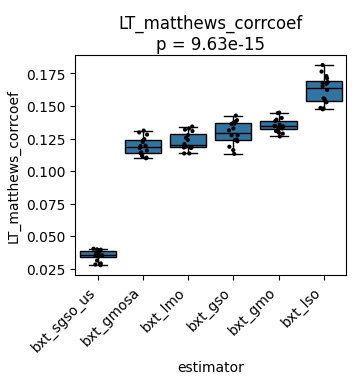 LT_matthews_corrcoef
p = 9.63e-15
LT_matthews_corrcoef
0.175
0.150
0.125
0.100
0.075
0.050
0.025
bxt_sgso_us
bxt_gmosa
bxt_lmo
bxt_gso
bxt_gmo
bxt_lso
estimator